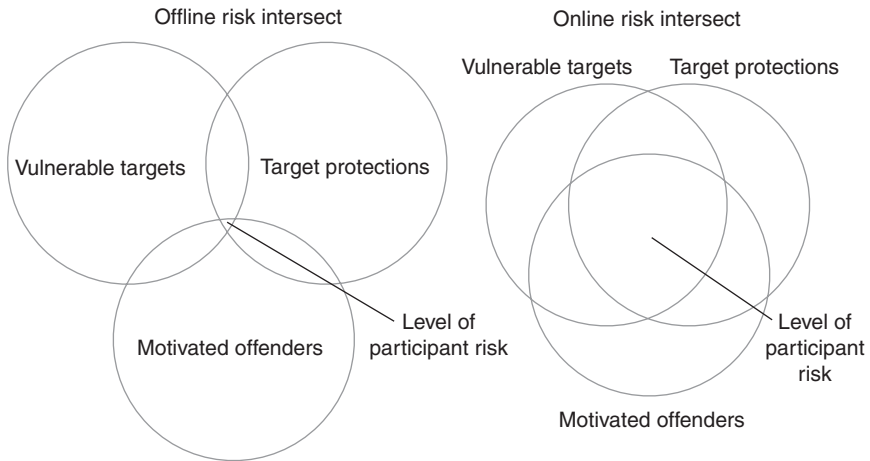 Offline risk intersect
Vulnerable targets
Target protections
Motivated offenders
Level of
participant risk
Online risk intersect
Vulnerable targets
Target protections
Level of
participant
risk
Motivated offenders